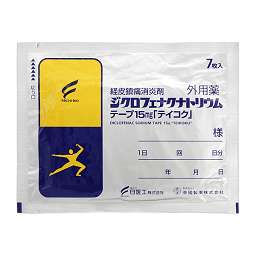 7枚入
経皮鎮痛消炎剤
外用薬
ジクロフェナクナトリウム
テープ15mg「テイコク」
DICLOFENAC SODIUM TAPE 15mg "TEIKOKU"
様
1日 回 日分
年 月 日
日医工株式会社
帝國製薬株式会社
NICHI-IKO